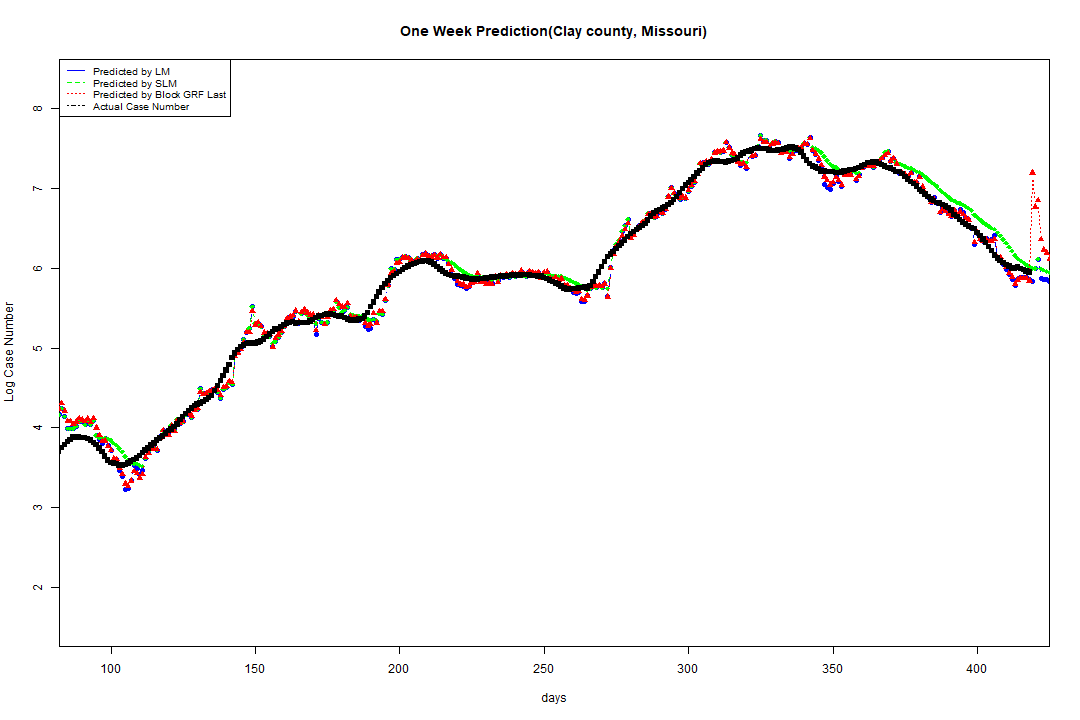 One Week Prediction(Clay county, Missouri)
Predicted by LM
Predicted by SLM
Predicted by Block GRF Last
Actual Case Number
8
7
6
5
4
3
2
Log Case Number
100 150 200 250 300 350 400
days